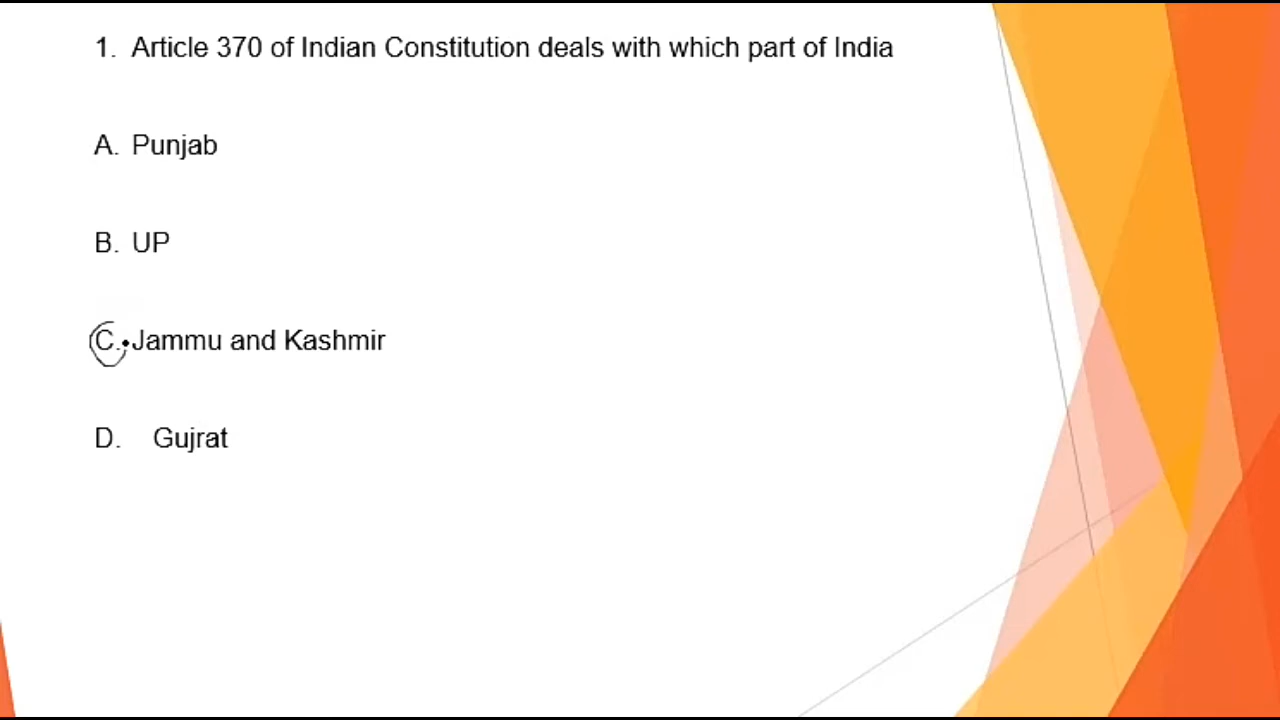 1. Article 370 of Indian Constitution deals with which part of India
A. Punjab
B. UP
C. Jammu and Kashmir
D. Gujrat